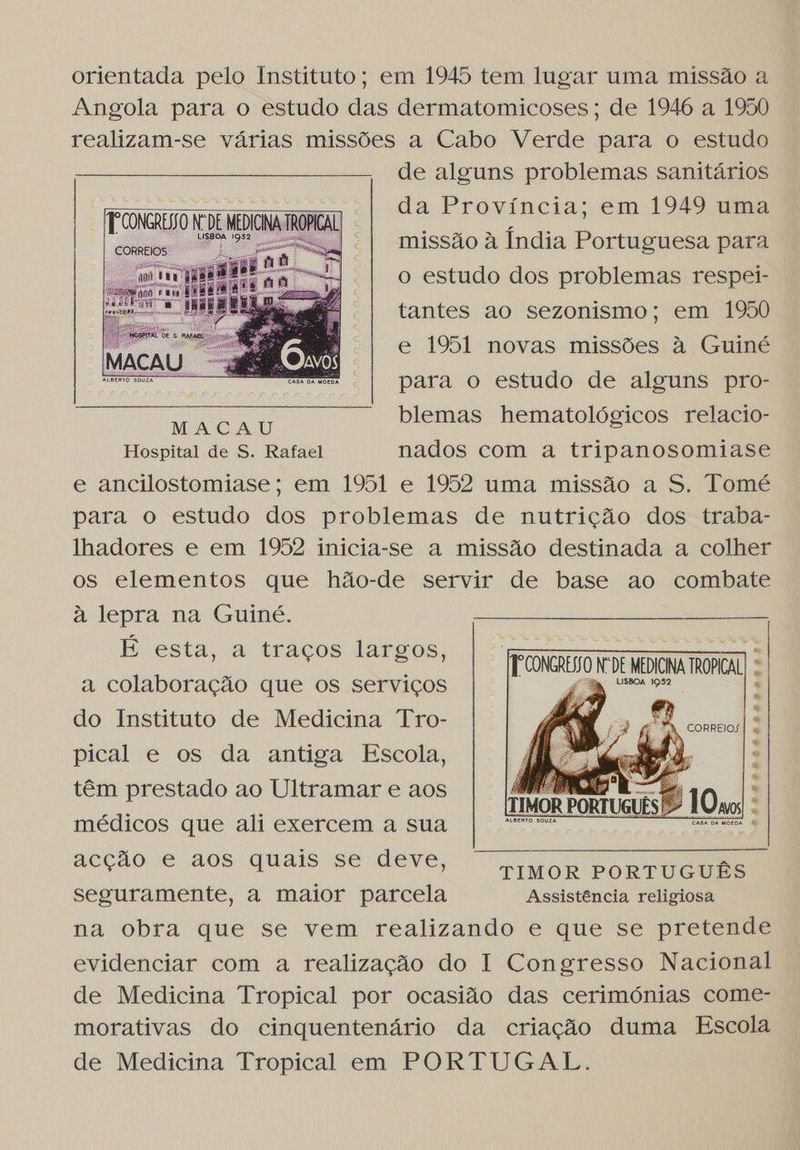 orientada pelo Instituto; em 1945 tem lugar uma missão a
Angola para o estudo das dermatomicoses; de 1946 a 1950
realizam-se várias missões a Cabo Verde para o estudo
de alguns problemas sanitários
da Província; em 1949 uma
missão à Índia Portuguesa para
o estudo dos problemas respei-
tantes ao sezonismo; em 1950
e 1951 novas missões à Guiné
para o estudo de alguns pro-
blemas hematológicos relacio-
nados com a tripanosomiase
1º CONGRESSO Nal DE MEDICINA TROPICAL
LISBOA 1952
CORREIOS
HOSPITAL DE S. RAFAEL
MACAU 6 AVOS
ALBERTO SOUZA CASA DA MOEDA
MACAU
Hospital de S. Rafael
e ancilostomiase; em 1951 e 1952 uma missão a S. Tomé
para o estudo dos problemas de nutrição dos traba-
lhadores e em 1952 inicia-se a missão destinada a colher
os elementos que hão-de servir de base ao combate
à lepra na Guiné.
É esta, a traços largos,
a colaboração que os serviços
do Instituto de Medicina Tro-
pical e os da antiga Escola,
têm prestado ao Ultramar e aos
médicos que ali exercem a sua
acção e aos quais se deve,
seguramente, a maior parcela
1º CONGRESSO Nal DE MEDICINA TROPICAL
LISBOA 1952
CORREIOS
TIMOR PORTUGUÊS 10 AVOS
ALBERTO SOUZA CASA DA MOEDA
TIMOR PORTUGUÊS
Assistência religiosa
na obra que se vem realizando e que se pretende
evidenciar com a realização do I Congresso Nacional
de Medicina Tropical por ocasião das cerimónias come-
morativas do cinquentenário da criação duma Escola
de Medicina Tropical em PORTUGAL.